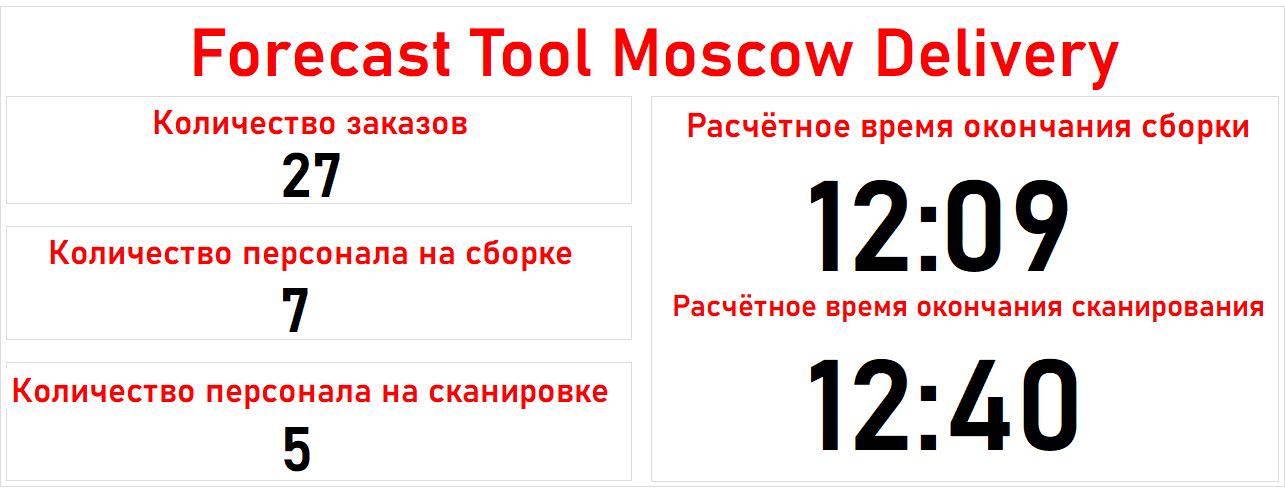 Forecast Tool Moscow Delivery
Количество заказов
27
Количество персонала на сборке
7
Количество персонала на сканировке
5
Расчётное время окончания сборки
12:09
Расчётное время окончания сканирования
12:40